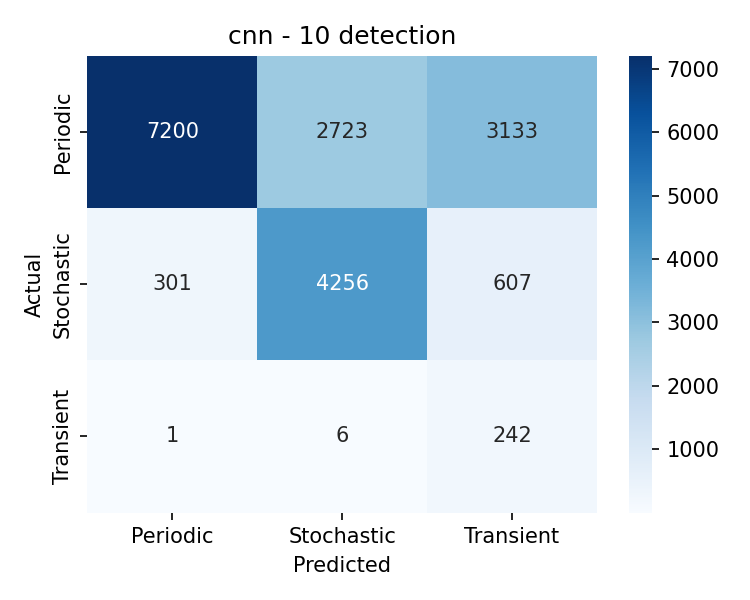 cnn - 10 detection
Periodic
7200 2723 3133
Stochastic
301 4256 607
Transient
1 6 242
Actual
Periodic Stochastic Transient
Predicted
7000
6000
5000
4000
3000
2000
1000